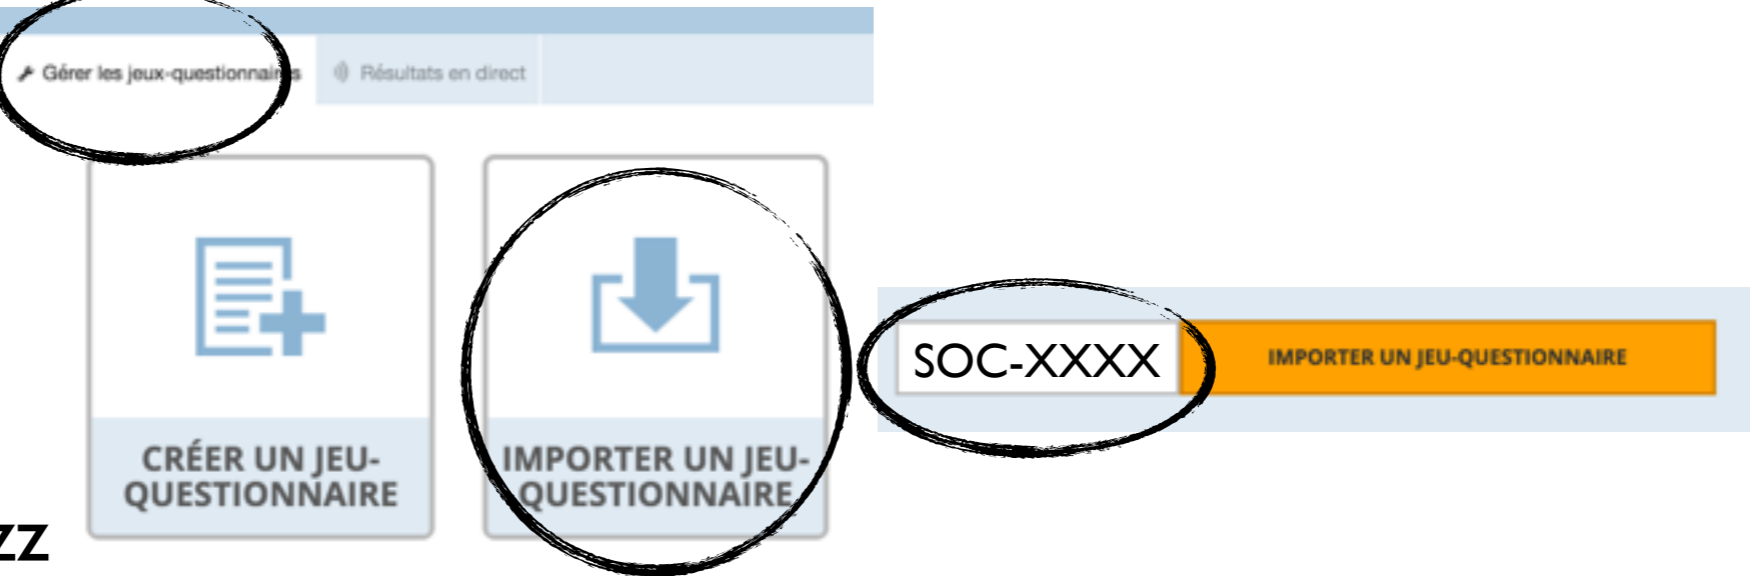 Gérer les jeux-questionnaires
Résultats en direct
CRÉER UN JEU-
QUESTIONNAIRE
IMPORTER UN JEU-
QUESTIONNAIRE
SOC-XXXX
IMPORTER UN JEU-QUESTIONNAIRE
zz